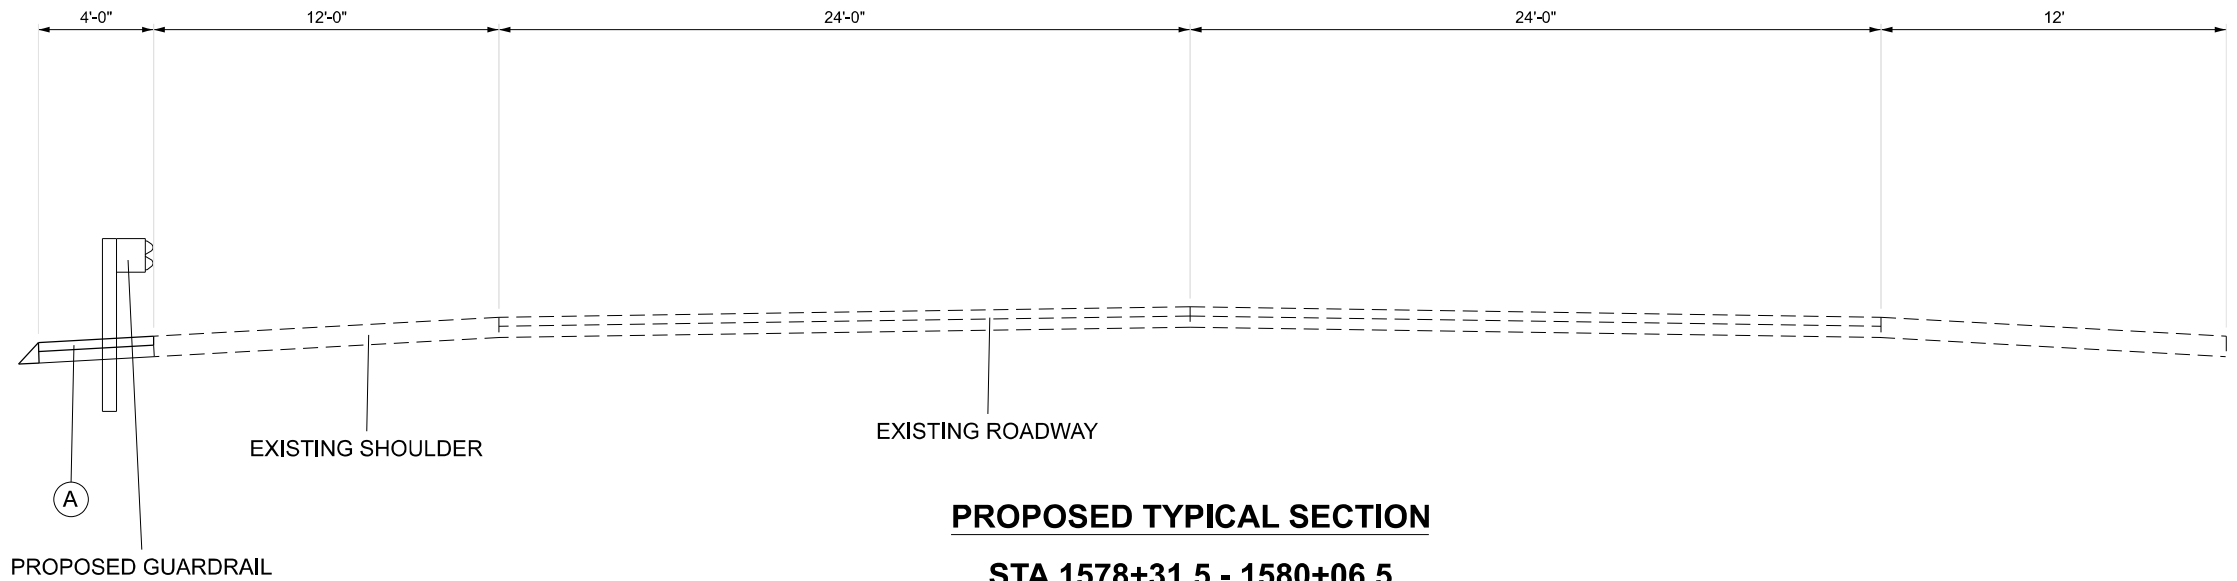 4'-0" 12'-0" 24'-0" 24'-0" 12'
EXISTING ROADWAY
EXISTING SHOULDER
A
PROPOSED GUARDRAIL
PROPOSED TYPICAL SECTION
STA 1578+31.5 - 1580+06.5